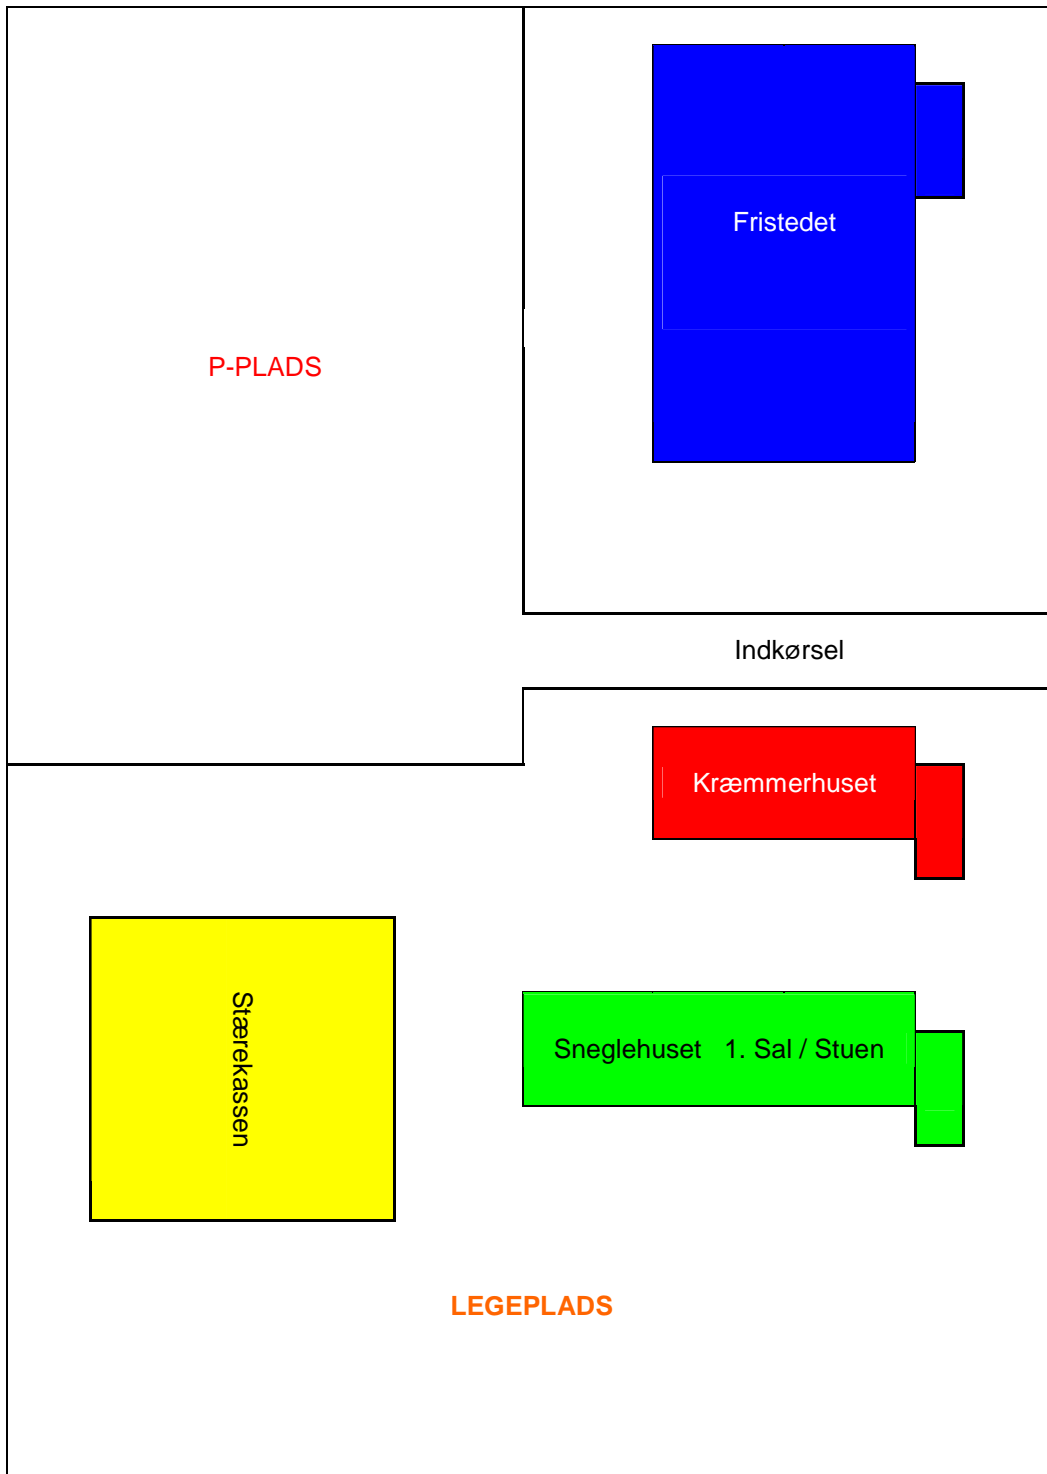 Fristedet
P-PLADS
Indkørsel
Kræmmerhuset
Stærekassen
Sneglehuset   1. Sal / Stuen
LEGEPLADS